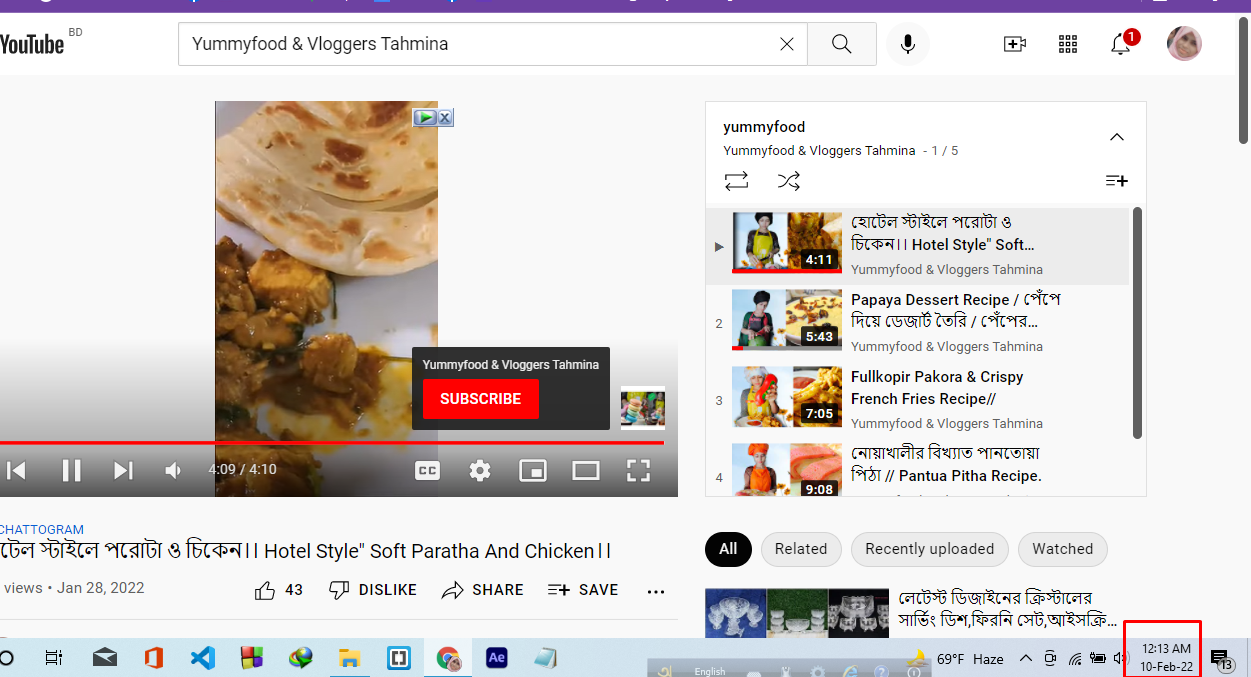 YouTube BD
Yummyfood & Vloggers Tahmina
1
yummyfood
Yummyfood & Vloggers Tahmina - 1 / 5
হোটেল স্টাইলে পরোটা ও
চিকেন।। Hotel Style" Soft...
4:11
Yummyfood & Vloggers Tahmina
2
Papaya Dessert Recipe / পেঁপে
দিয়ে ডেজার্ট তৈরি / পেঁপের...
5:43
Yummyfood & Vloggers Tahmina
3
Fullkopir Pakora & Crispy
French Fries Recipe//
7:05
Yummyfood & Vloggers Tahmina
4
নোয়াখালীর বিখ্যাত পানতোয়া
পিঠা // Pantua Pitha Recipe.
9:08
Yummyfood & Vloggers Tahmina
SUBSCRIBE
4:09 / 4:10
CC
CHATTOGRAM
টেল স্টাইলে পরোটা ও চিকেন।। Hotel Style" Soft Paratha And Chicken।।
views • Jan 28, 2022
43 DISLIKE SHARE SAVE ...
All Related Recently uploaded Watched
লেটেস্ট ডিজাইনের ক্রিস্টালের
সার্ভিং ডিশ,ফিরনি সেট,আইসক্রি...
Ae
English
69°F Haze
12:13 AM
10-Feb-22
13